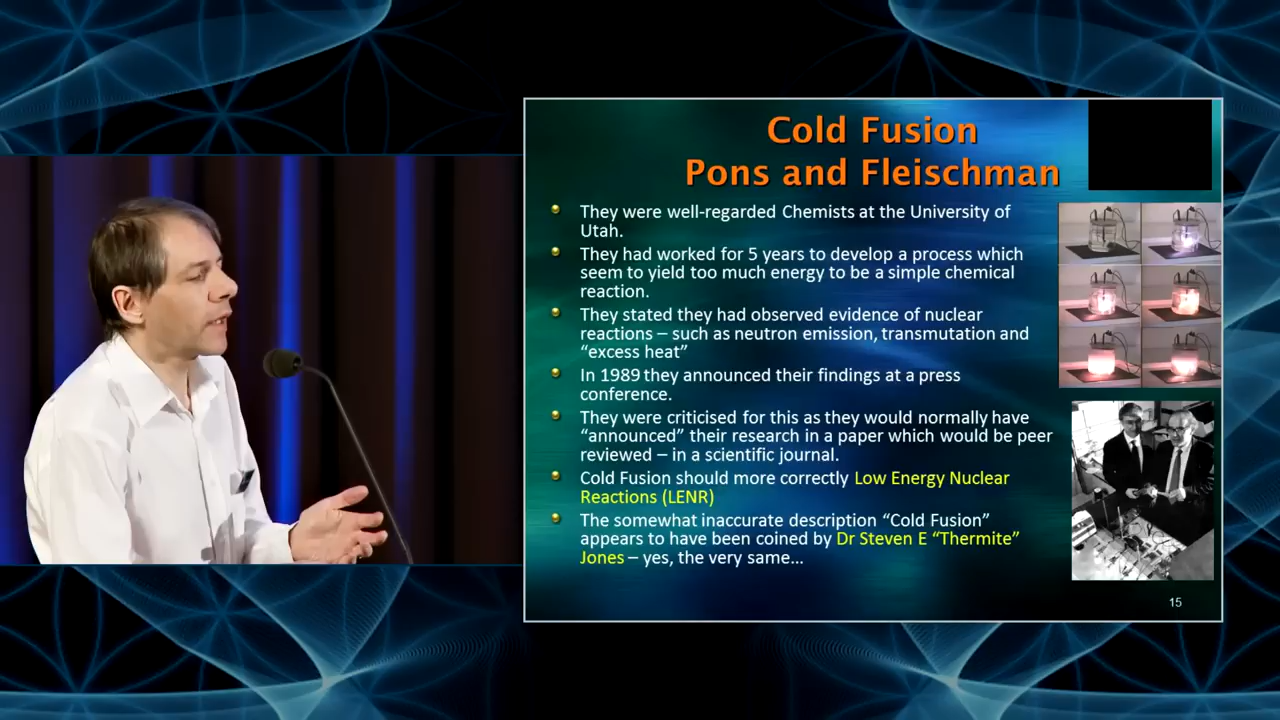 Cold Fusion
Pons and Fleischman
They were well-regarded Chemists at the University of
Utah.
They had worked for 5 years to develop a process which
seem to yield too much energy to be a simple chemical
reaction.
They stated they had observed evidence of nuclear
reactions – such as neutron emission, transmutation and
“excess heat”
In 1989 they announced their findings at a press
conference.
They were criticised for this as they would normally have
“announced” their research in a paper which would be peer
reviewed – in a scientific journal.
Cold Fusion should more correctly Low Energy Nuclear
Reactions (LENR)
The somewhat inaccurate description “Cold Fusion”
appears to have been coined by Dr Steven E “Thermite”
Jones – yes, the very same...
15